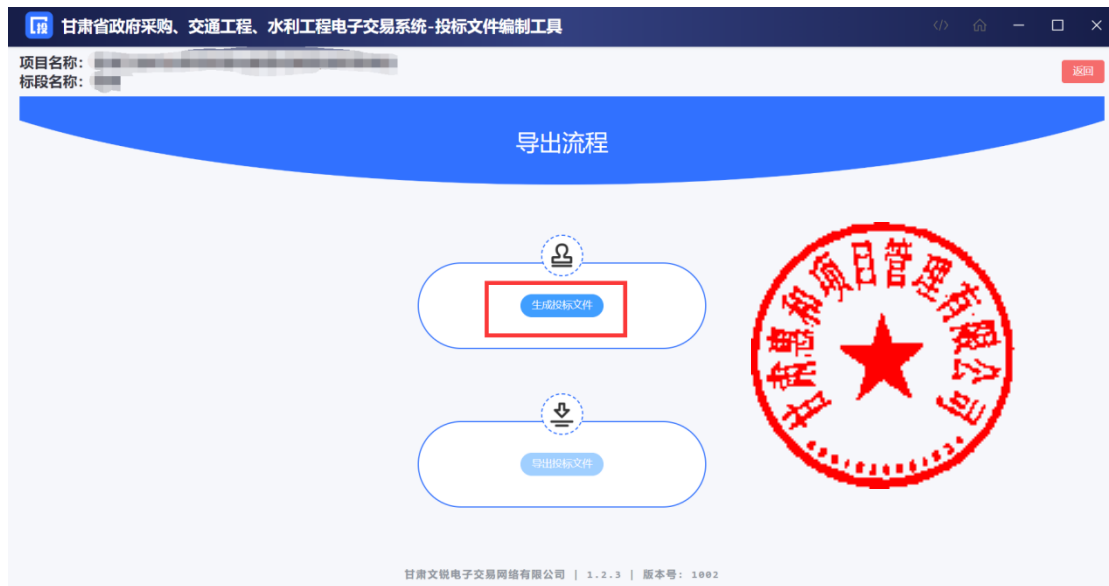 投
甘肃省政府采购、交通工程、水利工程电子交易系统-投标文件编制工具
项目名称:
标段名称:
返回
导出流程
生成投标文件
导出投标文件
甘肃惠和项目管理有限公司
甘肃文锐电子交易网络有限公司 | 1.2.3 | 版本号: 1002